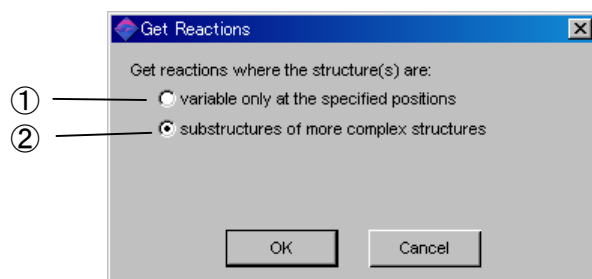 Get Reactions
Get reactions where the structure(s) are:
① variable only at the specified positions
② substructures of more complex structures
OK Cancel